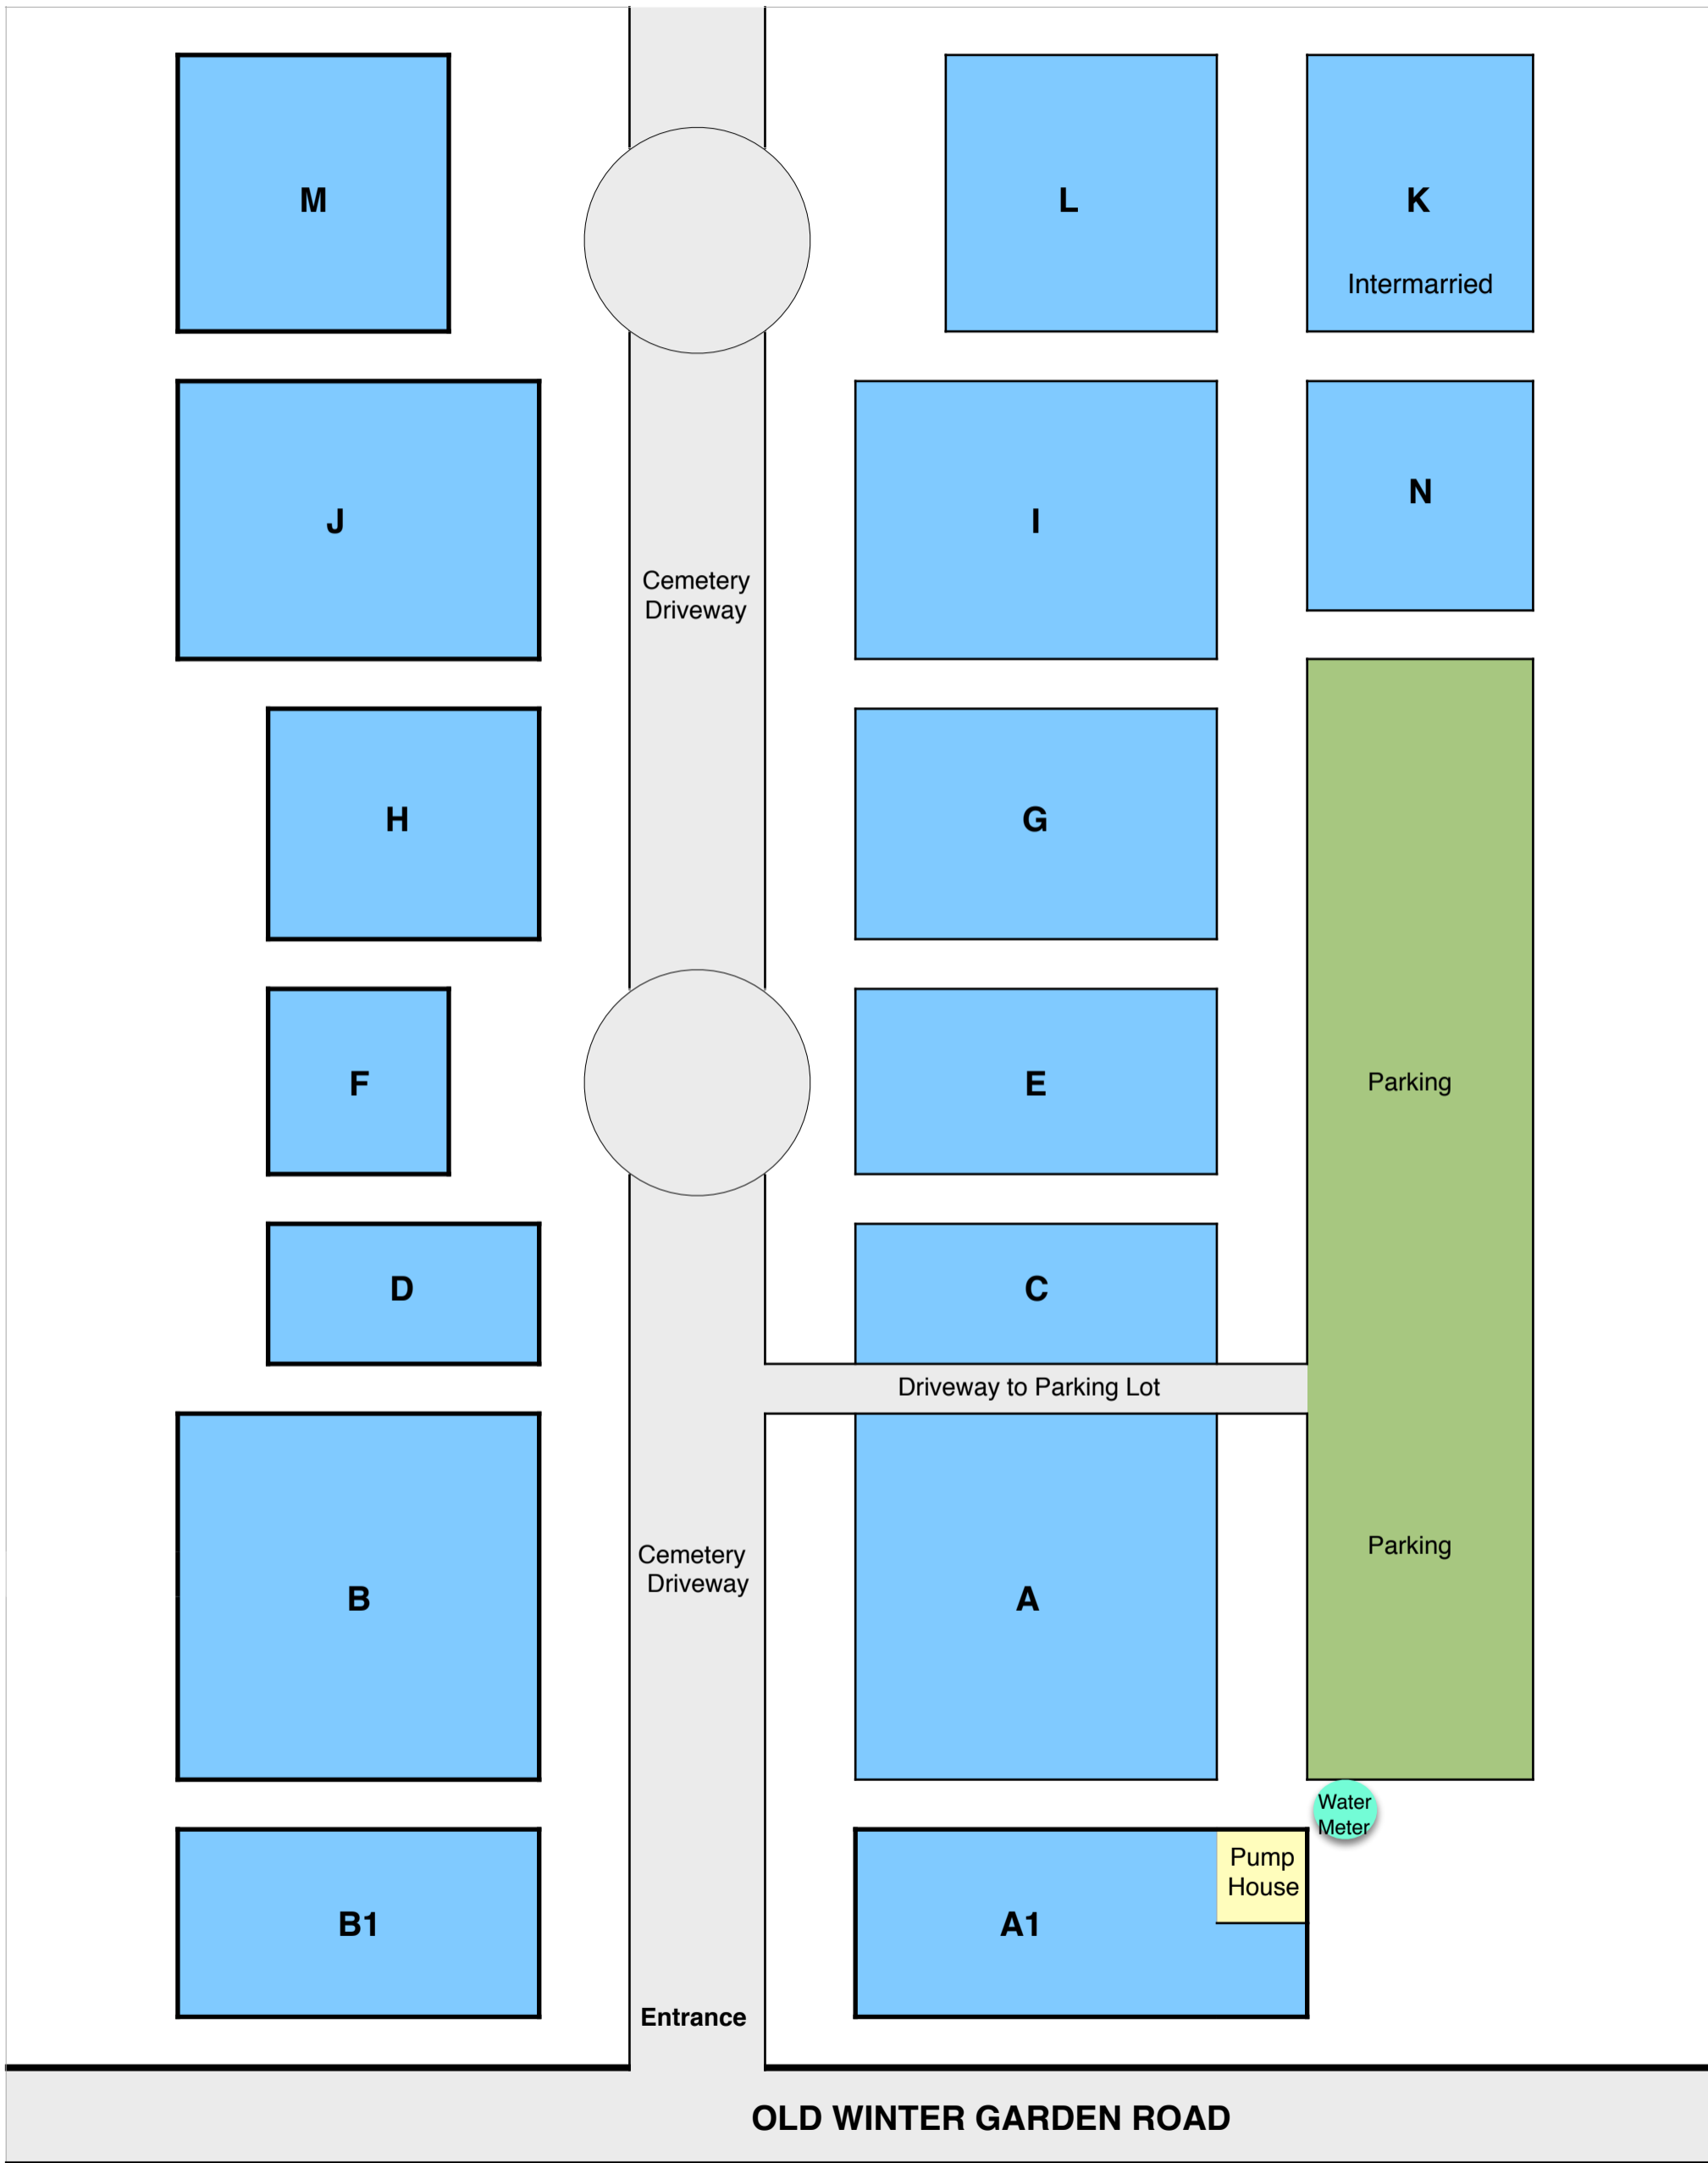 M
L
K
Intermarried
J
I
N
Cemetery
Driveway
H
G
F
E
Parking
D
C
Driveway to Parking Lot
Parking
Cemetery
Driveway
B
A
Water
Meter
Pump
House
B1
A1
Entrance
OLD WINTER GARDEN ROAD